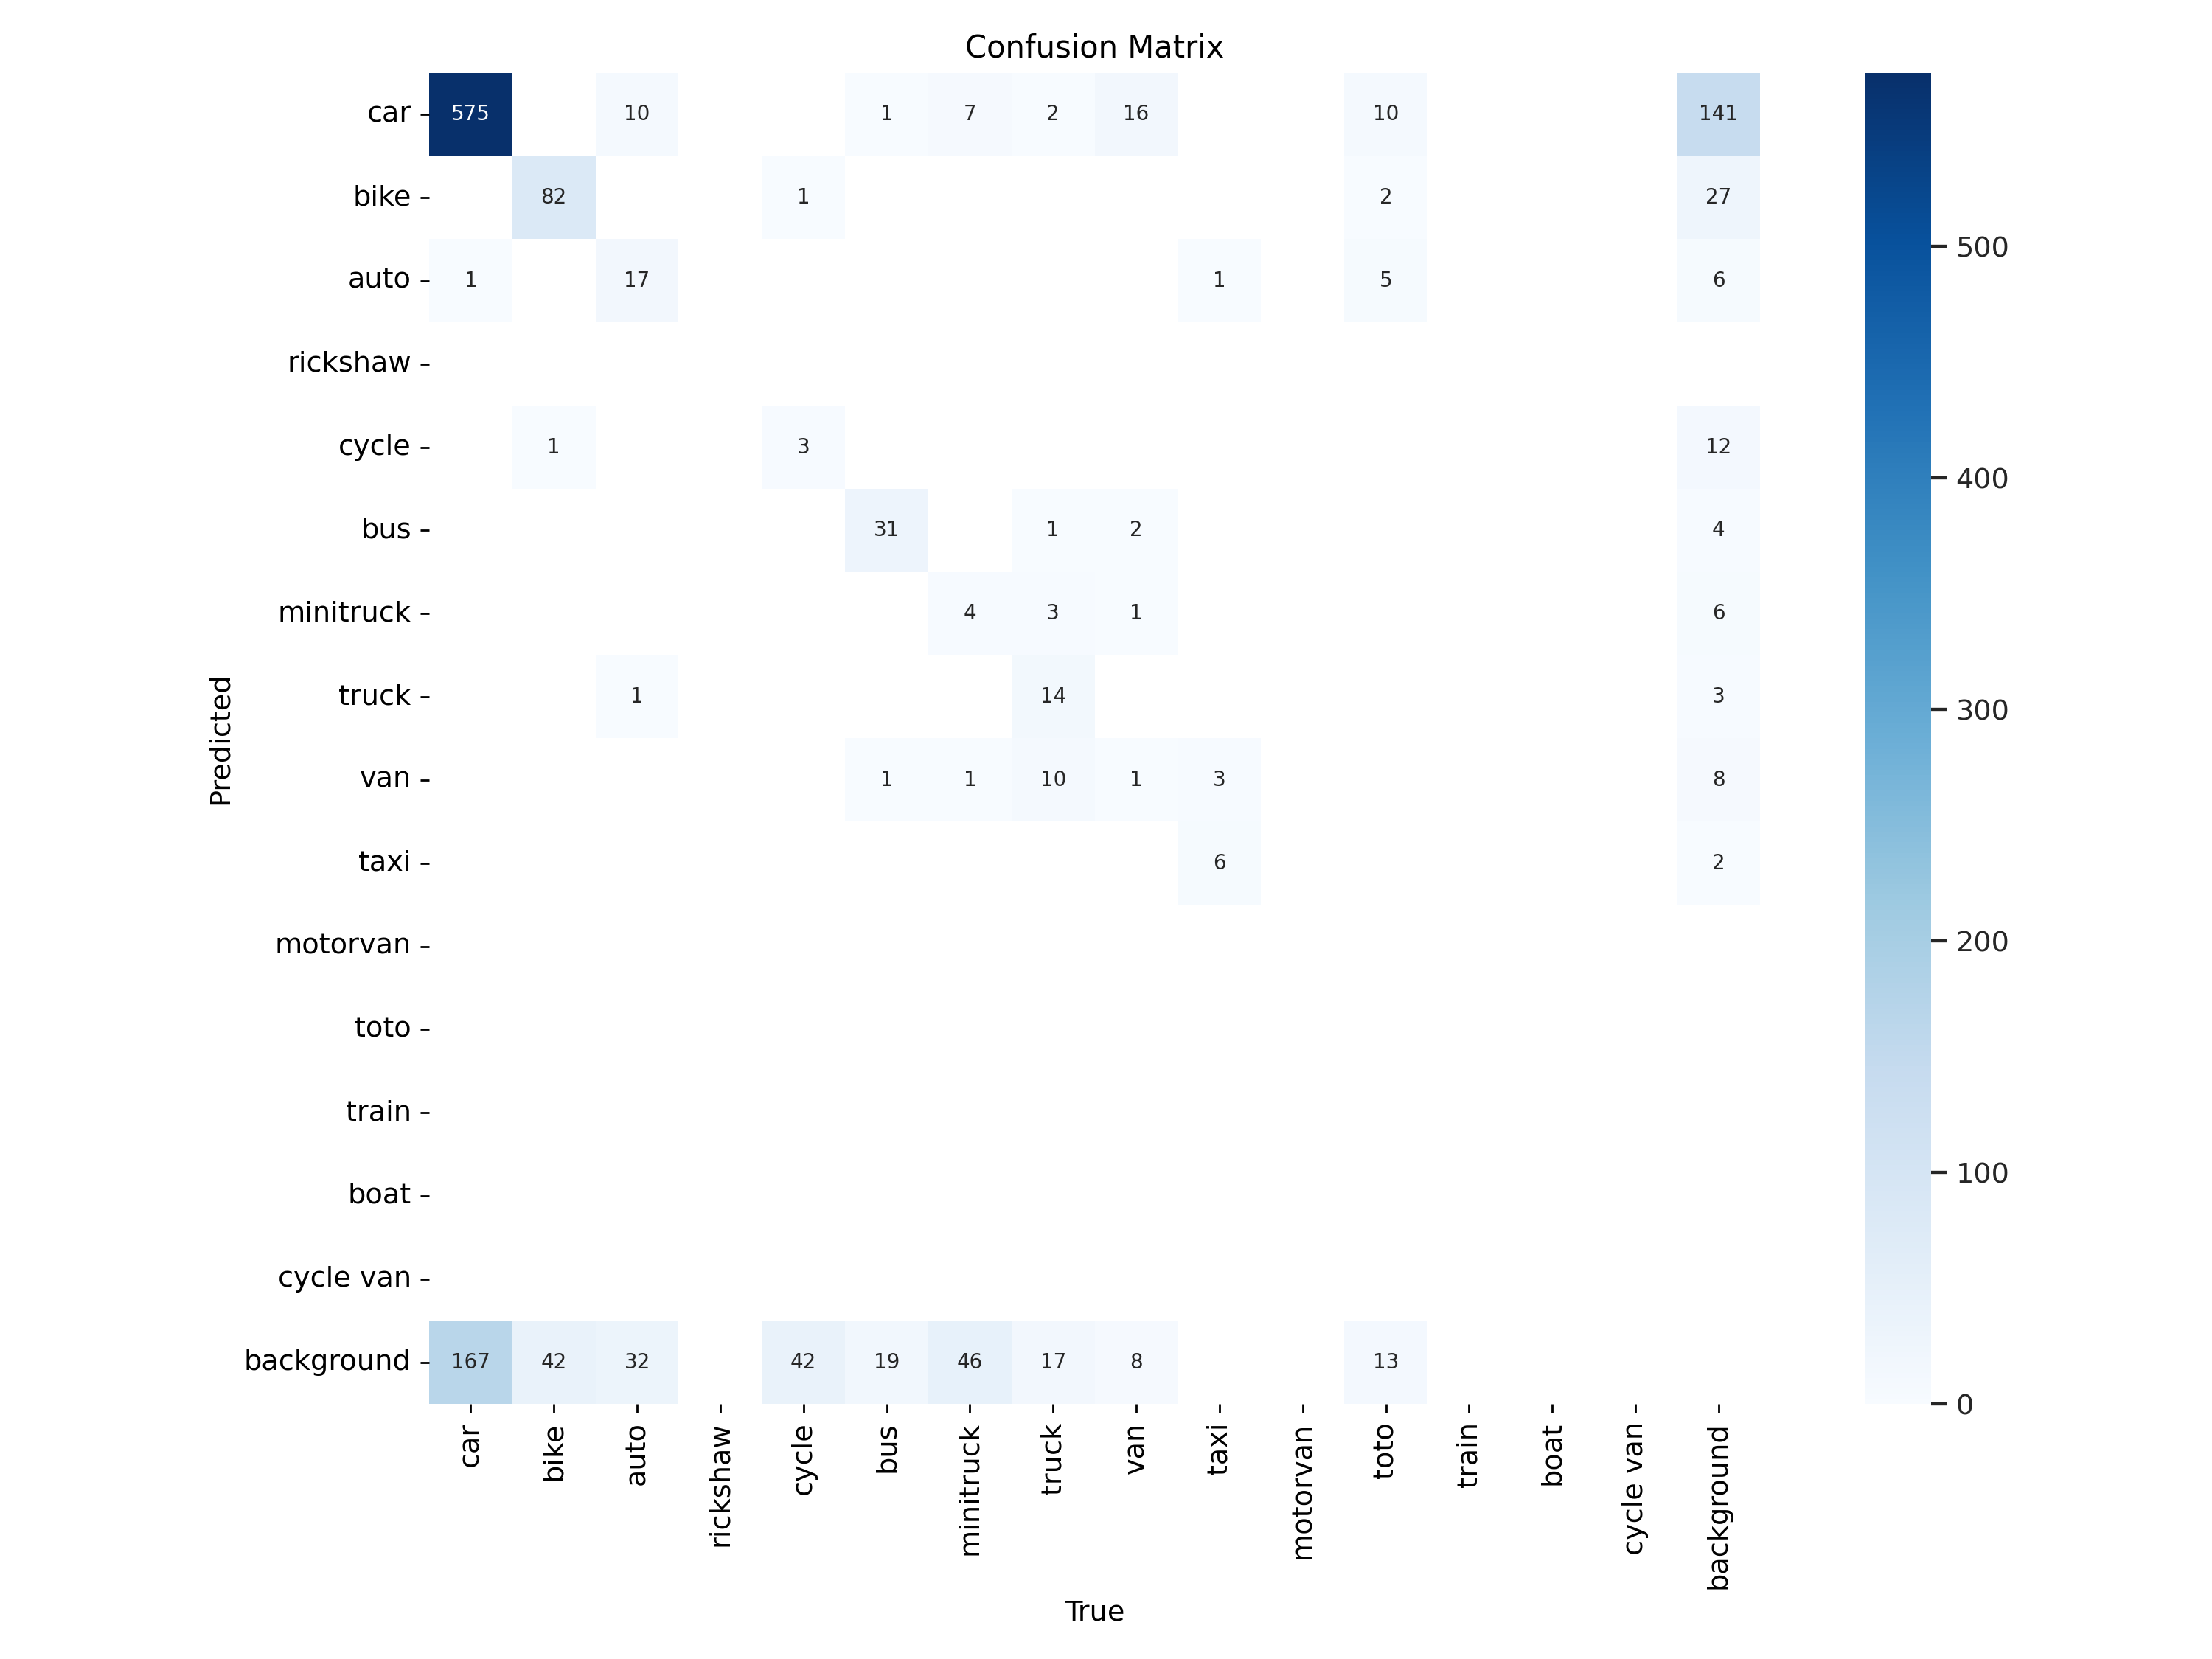 Confusion Matrix
car 575 10 1 7 2 16 10 141
bike 82 1 2 27
auto 1 17 1 5 6
rickshaw
cycle 1 3 12
bus 31 1 2 4
minitruck 4 3 1 6
truck 1 14 3
van 1 1 10 1 3 8
taxi 6 2
motorvan
toto
train
boat
cycle van
background 167 42 32 42 19 46 17 8 13
Predicted
car bike auto rickshaw cycle bus minitruck truck van taxi motorvan toto train boat cycle van background
True
500
400
300
200
100
0